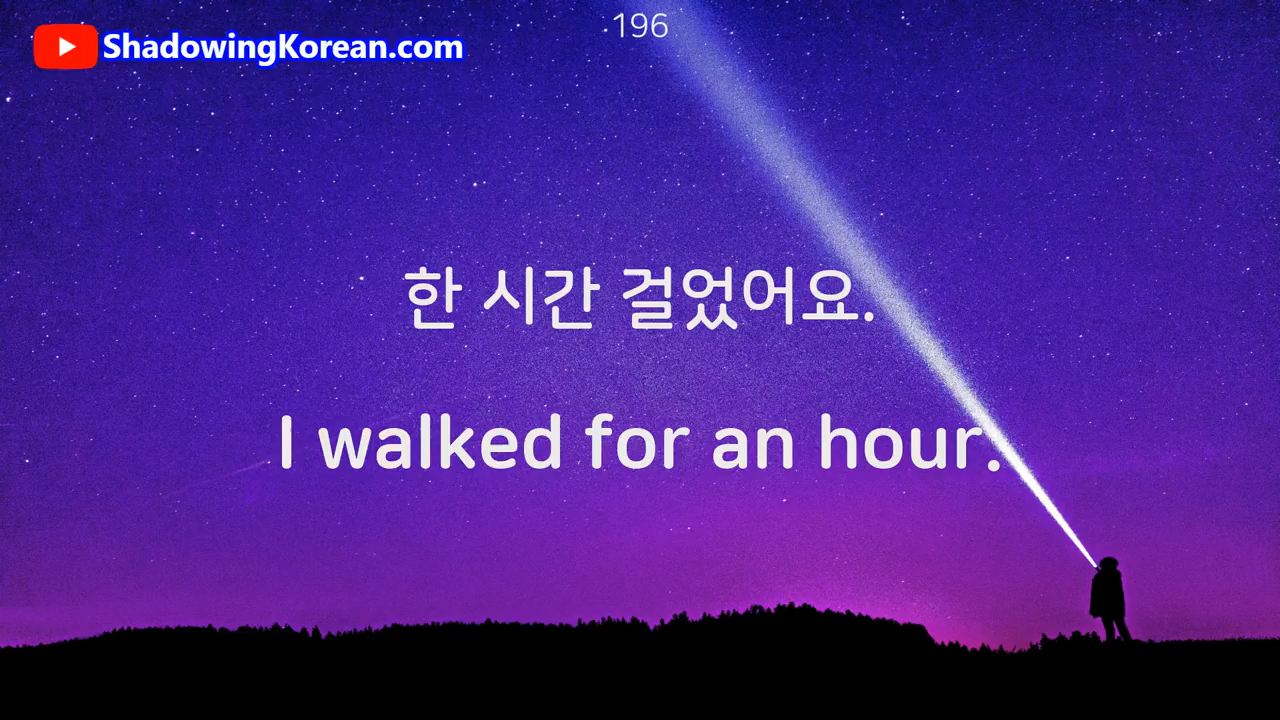 196
ShadowingKorean.com
한 시간 걸었어요.
I walked for an hour.